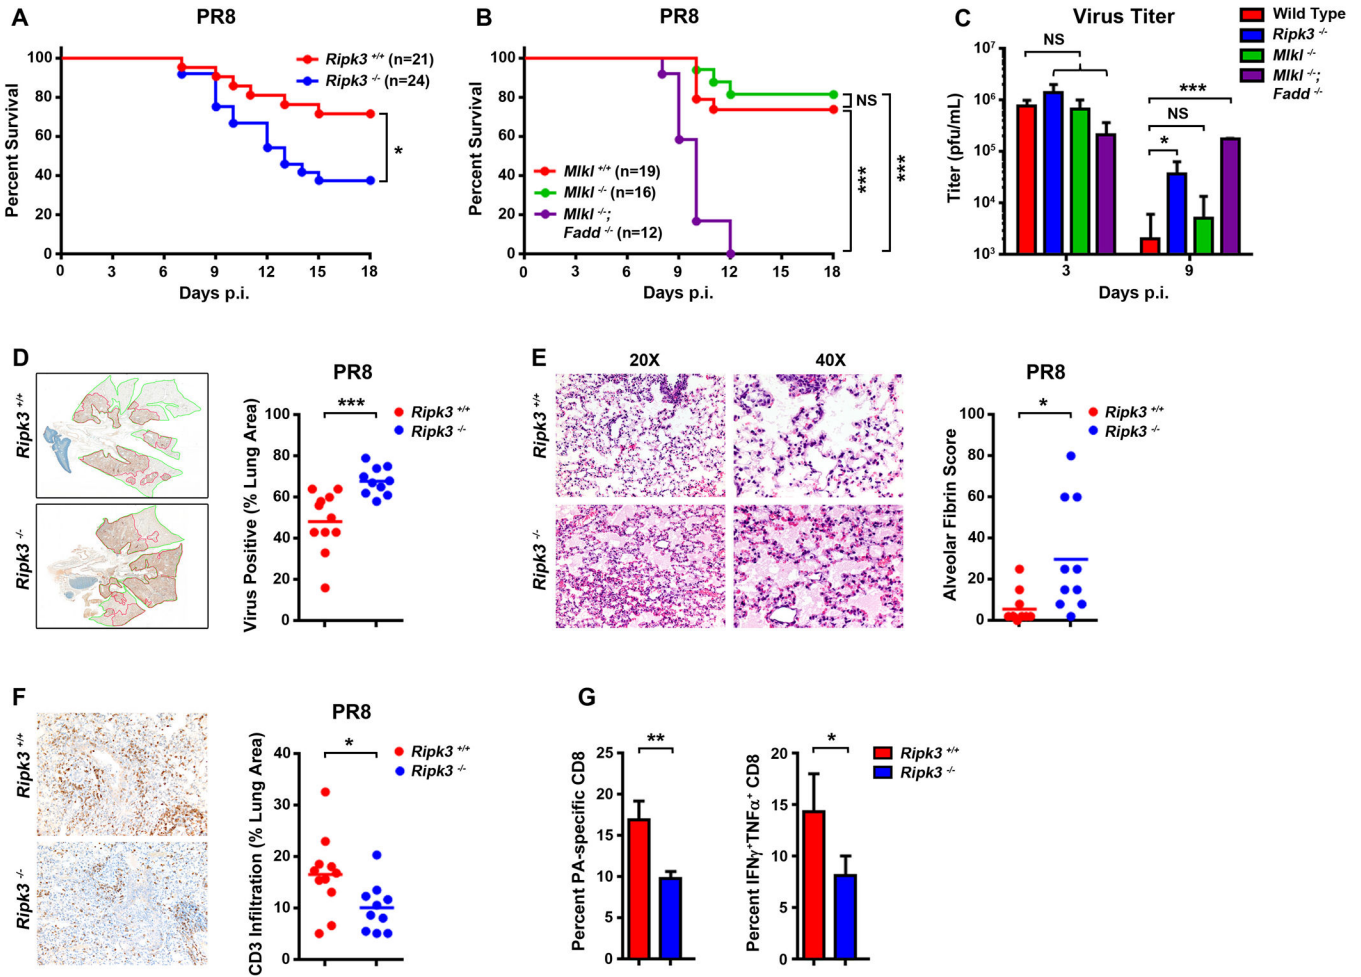 A
PR8
Percent Survival
100
80
60
40
20
0
0 3 6 9 12 15 18
Days p.i.
Ripk3 +/+ (n=21)
Ripk3 -/- (n=24)
*
B
PR8
Percent Survival
100
80
60
40
20
0
0 3 6 9 12 15 18
Days p.i.
Mlkl +/+ (n=19)
Mlkl -/- (n=16)
Mlkl -/-;
Fadd -/- (n=12)
NS
***
***
C
Virus Titer
Titer (pfu/mL)
10⁷
10⁶
10⁵
10⁴
10³
3 9
Days p.i.
NS
***
NS
*
Wild Type
Ripk3 -/-
Mlkl -/-
Mlkl -/-;
Fadd -/-
D
Ripk3 +/+
Ripk3 -/-
PR8
Virus Positive (% Lung Area)
100
80
60
40
20
0
***
Ripk3 +/+
Ripk3 -/-
E
20X 40X
Ripk3 +/+
Ripk3 -/-
PR8
Alveolar Fibrin Score
100
80
60
40
20
0
*
Ripk3 +/+
Ripk3 -/-
F
Ripk3 +/+
Ripk3 -/-
PR8
CD3 Infiltration (% Lung Area)
40
30
20
10
0
*
Ripk3 +/+
Ripk3 -/-
G
Percent PA-specific CD8
25
20
15
10
5
0
**
Percent IFNγ⁺TNFα⁺ CD8
20
15
10
5
0
*
Ripk3 +/+
Ripk3 -/-